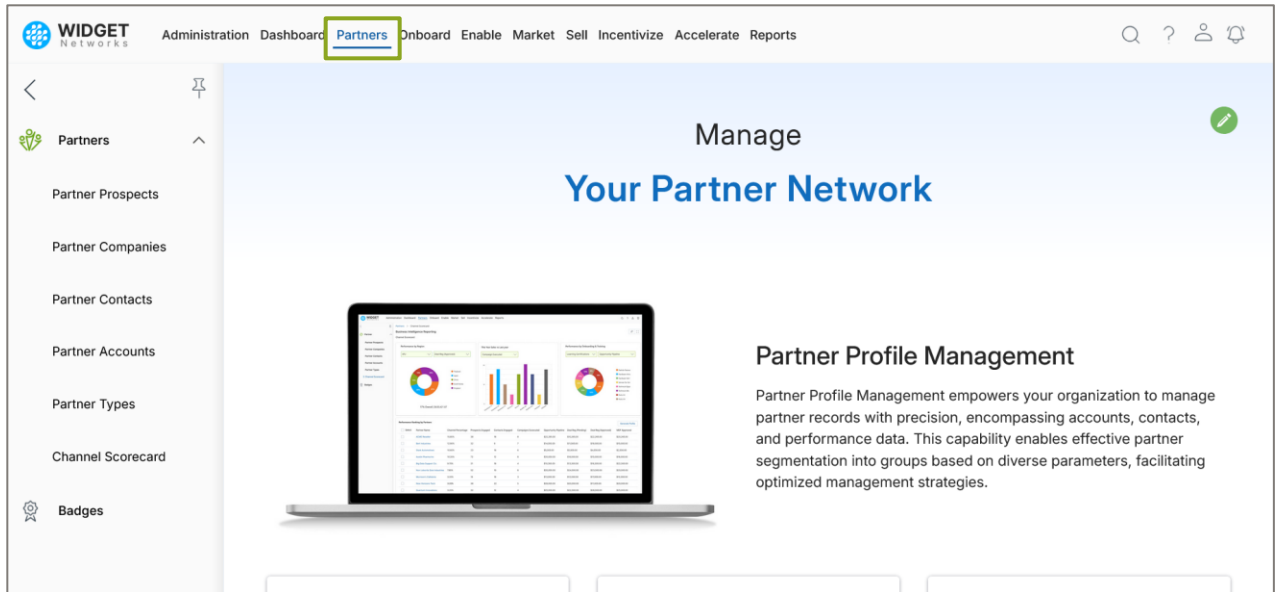 WIDGET
Networks
Administration Dashboard Partners Onboard Enable Market Sell Incentivize Accelerate Reports
Partners
Partner Prospects
Partner Companies
Partner Contacts
Partner Accounts
Partner Types
Channel Scorecard
Badges
Manage
Your Partner Network
Partner Profile Management
Partner Profile Management empowers your organization to manage
partner records with precision, encompassing accounts, contacts,
and performance data. This capability enables effective partner
segmentation into groups based on diverse parameters, facilitating
optimized management strategies.